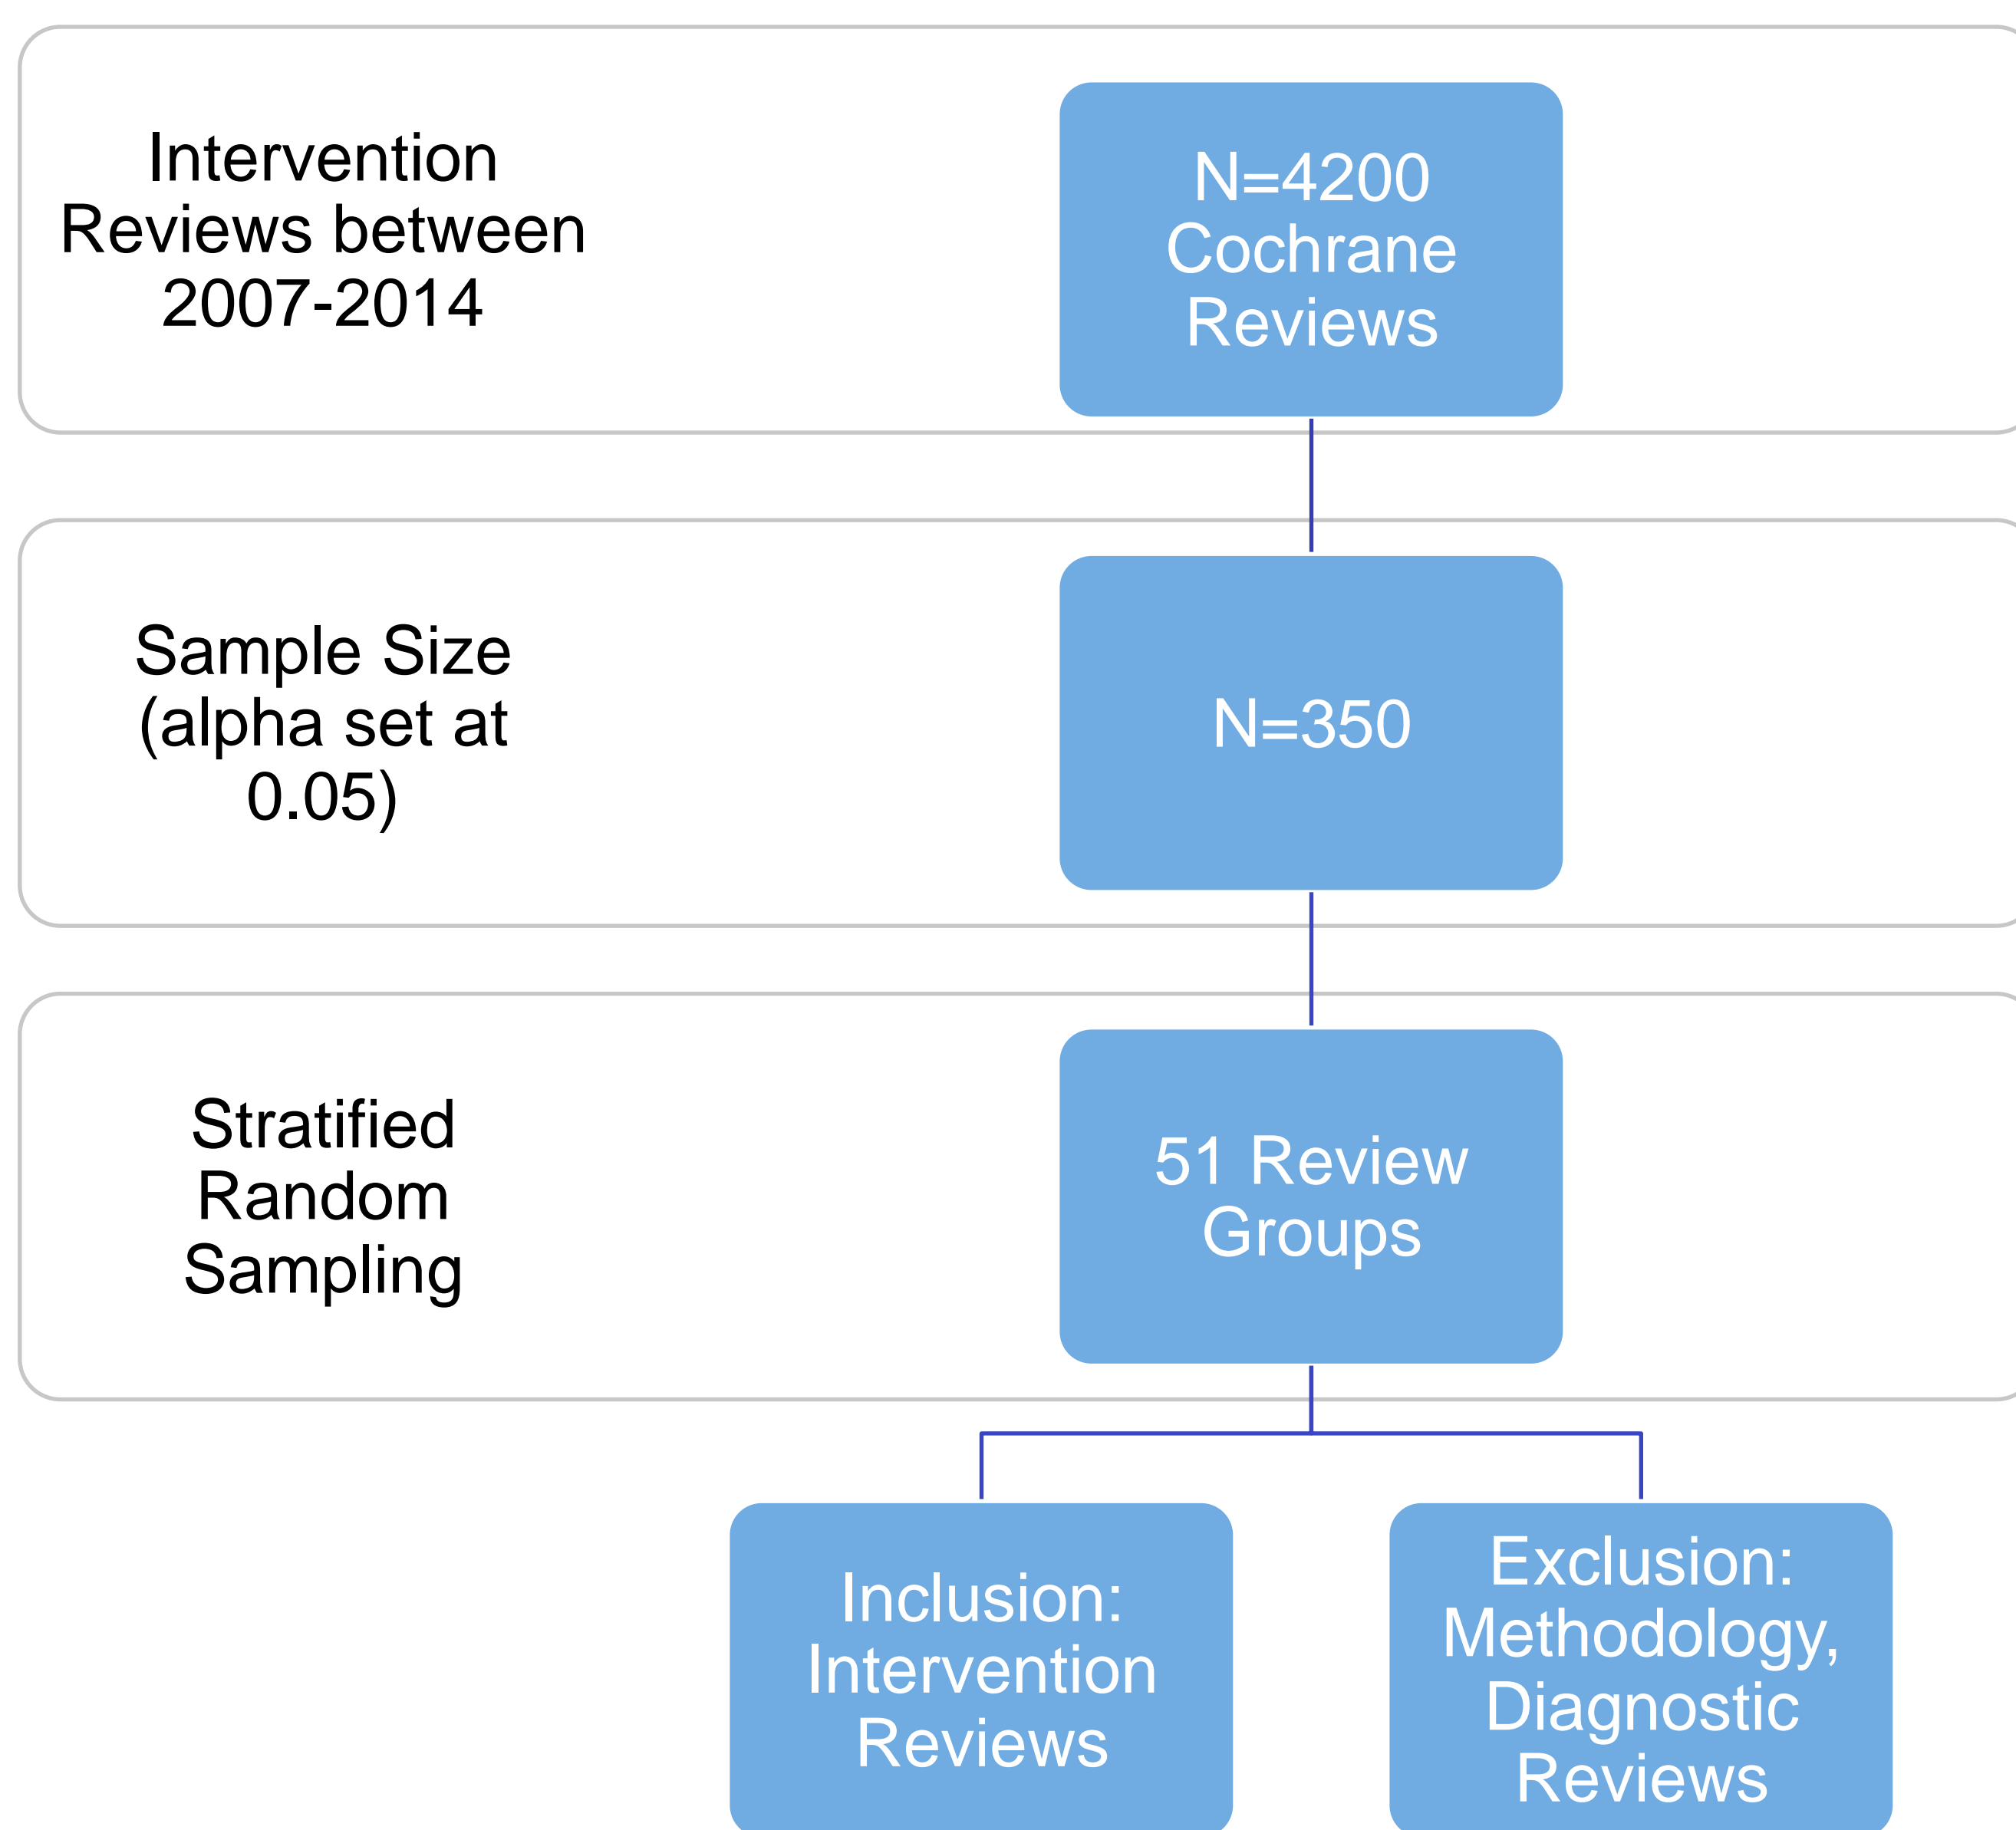 Intervention
Reviews between
2007-2014
N=4200
Cochrane
Reviews
Sample Size
(alpha set at
0.05)
N=350
Stratified
Random
Sampling
51 Review
Groups
Inclusion:
Intervention
Reviews
Exclusion:
Methodology,
Diagnostic
Reviews